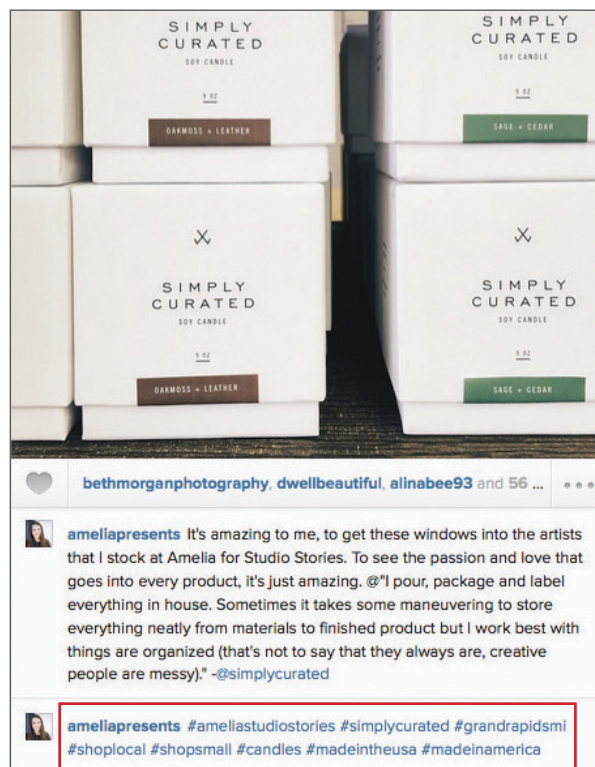 SIMPLY
CURATED
SOY CANDLE
9 OZ
OAKMOSS + LEATHER
SIMPLY
CURATED
SOY CANDLE
9 OZ
SAGE + CEDAR
SIMPLY
CURATED
SOY CANDLE
9 OZ
OAKMOSS + LEATHER
SIMPLY
CURATED
SOY CANDLE
9 OZ
SAGE + CEDAR
bethmorganphotography, dwellbeautiful, alinabee93 and 56 ...
ameliapresents It's amazing to me, to get these windows into the artists
that I stock at Amelia for Studio Stories. To see the passion and love that
goes into every product, it's just amazing. @"I pour, package and label
everything in house. Sometimes it takes some maneuvering to store
everything neatly from materials to finished product but I work best with
things are organized (that's not to say that they always are, creative
people are messy)." -@simplycurated
ameliapresents #ameliastudiostories #simplycurated #grandrapidsmi
#shoplocal #shopsmall #candles #madeintheusa #madeinamerica